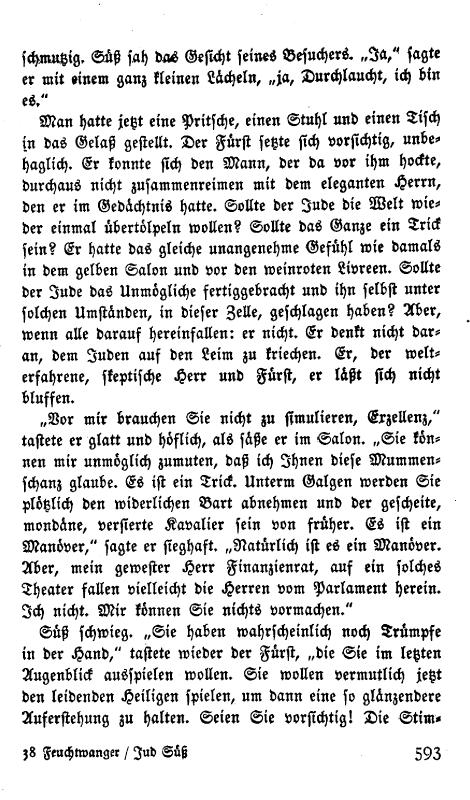 schmutzig. Süß sah das Gesicht seines Besuchers. „Ja,“ sagte
er mit einem ganz kleinen Lächeln, „ja, Durchlaucht, ich bin
es.“
Man hatte jetzt eine Pritsche, einen Stuhl und einen Tisch
in das Gelaß gestellt. Der Fürst setzte sich vorsichtig, unbe-
haglich. Er konnte sich den Mann, der da vor ihm hockte,
durchaus nicht zusammenreimen mit dem eleganten Herrn,
den er im Gedächtnis hatte. Sollte der Jude die Welt wie-
der einmal übertölpeln wollen? Sollte das Ganze ein Trick
sein? Er hatte das gleiche unangenehme Gefühl wie damals
in dem gelben Salon und vor den weinroten Livreen. Sollte
der Jude das Unmögliche fertiggebracht und ihn selbst unter
solchen Umständen, in dieser Zelle, geschlagen haben? Aber,
wenn alle darauf hereinfallen: er nicht. Er denkt nicht dar-
an, dem Juden auf den Leim zu kriechen. Er, der welt-
erfahrene, skeptische Herr und Fürst, er läßt sich nicht
bluffen.
„Vor mir brauchen Sie nicht zu simulieren, Exzellenz,“
tastete er glatt und höflich, als säße er im Salon. „Sie kön-
nen mir unmöglich zumuten, daß ich Ihnen diese Mummen-
schanz glaube. Es ist ein Trick. Unterm Galgen werden Sie
plötzlich den widerlichen Bart abnehmen und der gescheite,
mondäne, versierte Kavalier sein von früher. Es ist ein
Manöver,“ sagte er sieghaft. „Natürlich ist es ein Manöver.
Aber, mein gewester Herr Finanzienrat, auf ein solches
Theater fallen vielleicht die Herren vom Parlament herein.
Ich nicht. Mir können Sie nichts vormachen.“
Süß schwieg. „Sie haben wahrscheinlich noch Trümpfe
in der Hand,“ tastete wieder der Fürst, „die Sie im letzten
Augenblick ausspielen wollen. Sie wollen vermutlich jetzt
den leidenden Heiligen spielen, um dann eine so glänzendere
Auferstehung zu halten. Seien Sie vorsichtig! Die Stim-
38 Feuchtwanger / Jud Süß 593